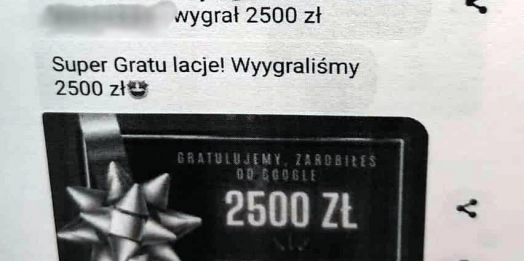 wygrał 2500 zł
Super Gratu lacje! Wyygraliśmy
2500 zł🤩
GRATULUJEMY, ZAROBIŁEŚ
OD GOOGLE
2500 ZŁ